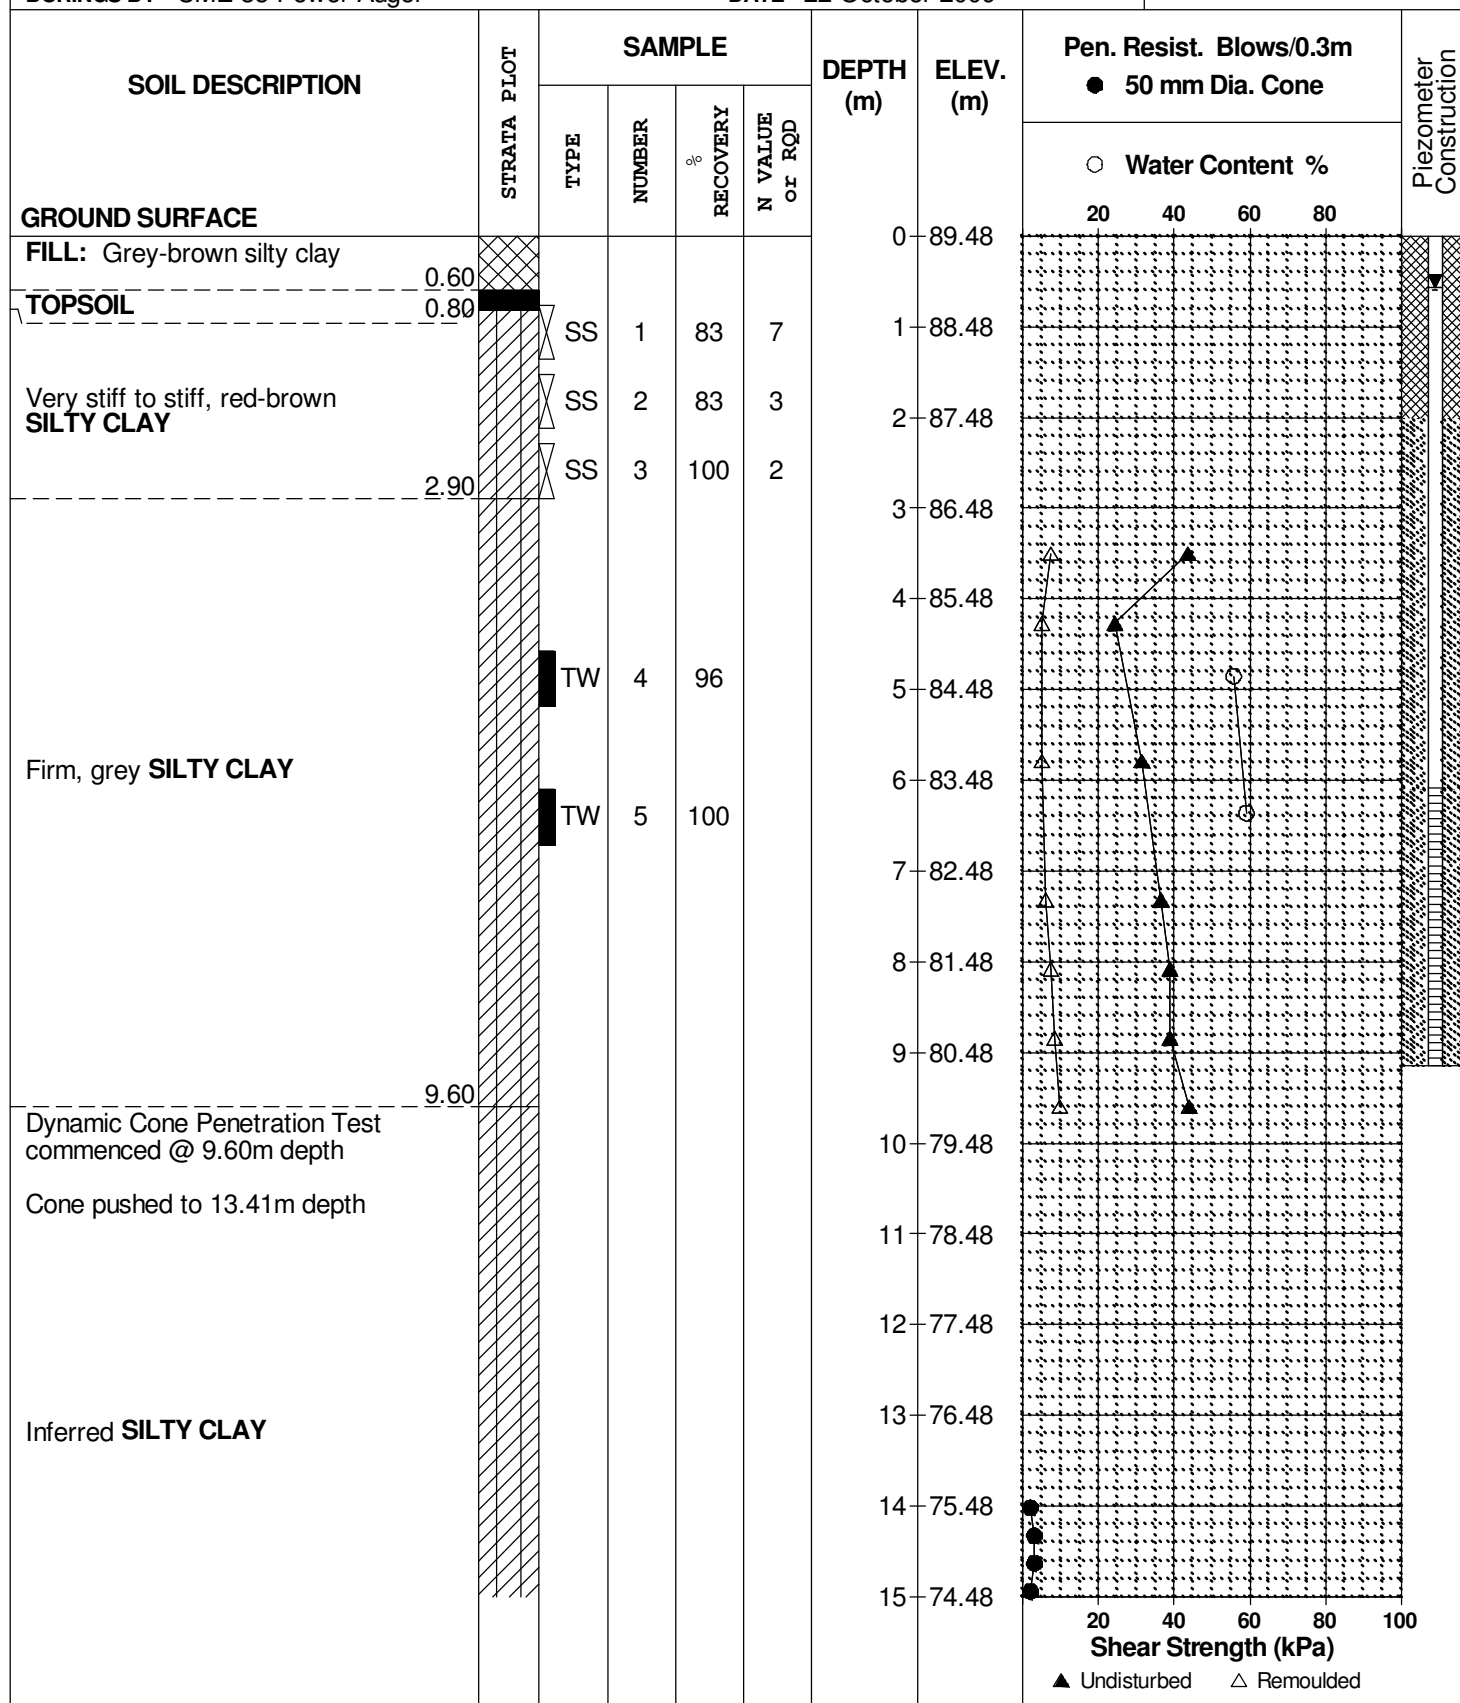 SOIL DESCRIPTION
STRATA PLOT
SAMPLE
TYPE
NUMBER
% RECOVERY
N VALUE or RQD
DEPTH (m)
ELEV. (m)
Pen. Resist. Blows/0.3m
● 50 mm Dia. Cone
○ Water Content %
Piezometer Construction
20 40 60 80
GROUND SURFACE
0 89.48
FILL: Grey-brown silty clay
0.60
TOPSOIL 0.80
SS 1 83 7
1 88.48
Very stiff to stiff, red-brown
SILTY CLAY
SS 2 83 3
2 87.48
SS 3 100 2
2.90
3 86.48
4 85.48
TW 4 96
5 84.48
Firm, grey SILTY CLAY
6 83.48
TW 5 100
7 82.48
8 81.48
9 80.48
9.60
Dynamic Cone Penetration Test
commenced @ 9.60m depth
10 79.48
Cone pushed to 13.41m depth
11 78.48
12 77.48
13 76.48
Inferred SILTY CLAY
14 75.48
15 74.48
20 40 60 80 100
Shear Strength (kPa)
▲ Undisturbed △ Remoulded